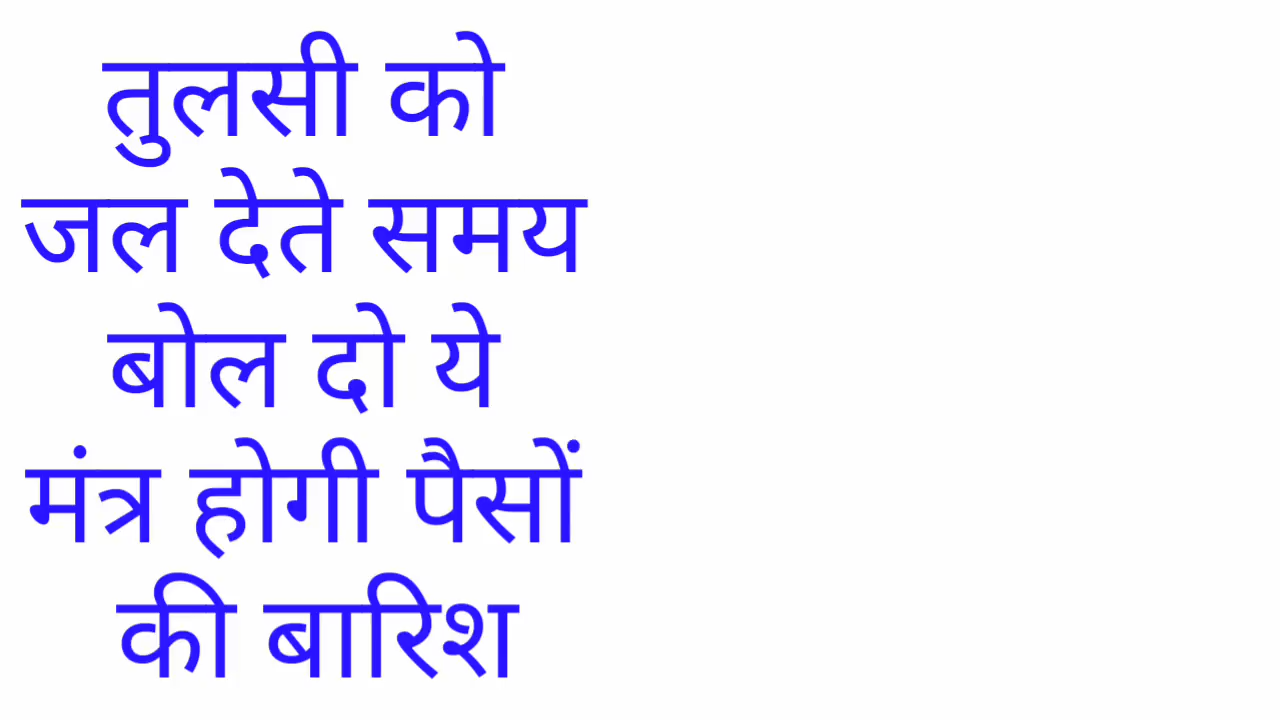 तुलसी को
जल देते समय
बोल दो ये
मंत्र होगी पैसों
की बारिश